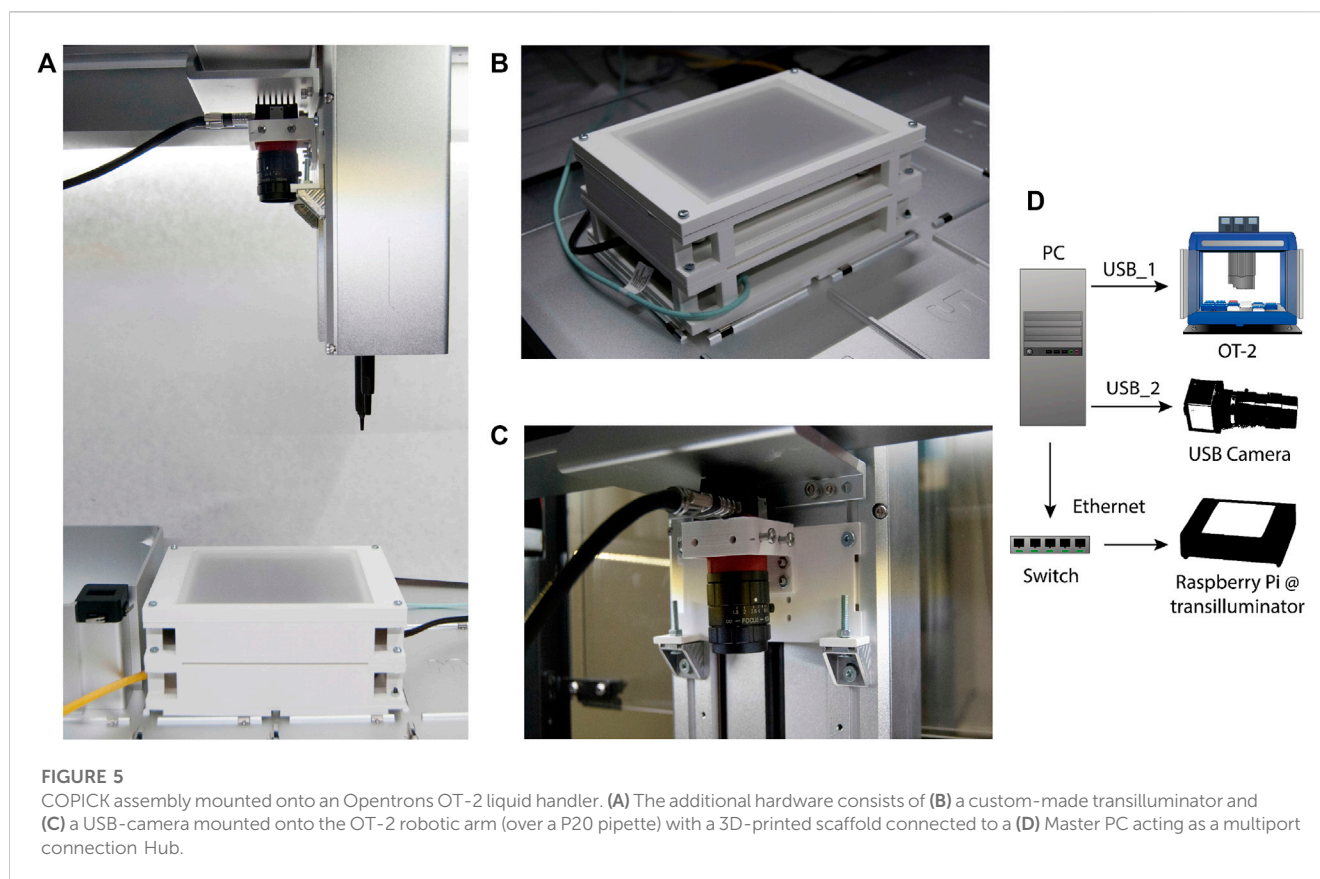 A
B
C
D
PC
USB_1
OT-2
USB_2
USB Camera
Ethernet
Switch
Raspberry Pi @
transilluminator
FIGURE 5
COPICK assembly mounted onto an Opentrons OT-2 liquid handler. (A) The additional hardware consists of (B) a custom-made transilluminator and
(C) a USB-camera mounted onto the OT-2 robotic arm (over a P20 pipette) with a 3D-printed scaffold connected to a (D) Master PC acting as a multiport
connection Hub.